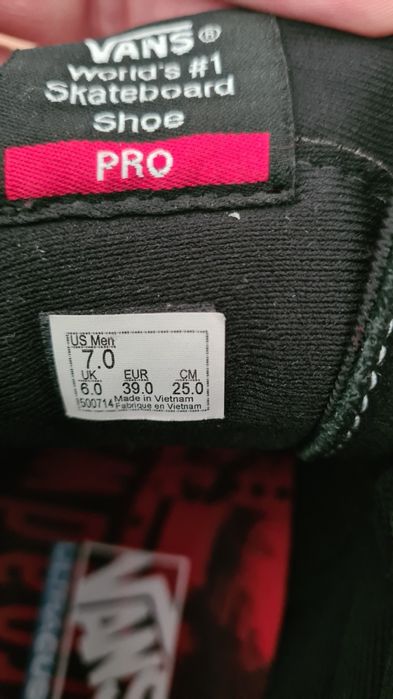 VANS®
World's #1
Skateboard
Shoe
PRO
US Men
7.0
UK EUR CM
6.0 39.0 25.0
500714 Made in Vietnam
Fabrique en Vietnam
VANS